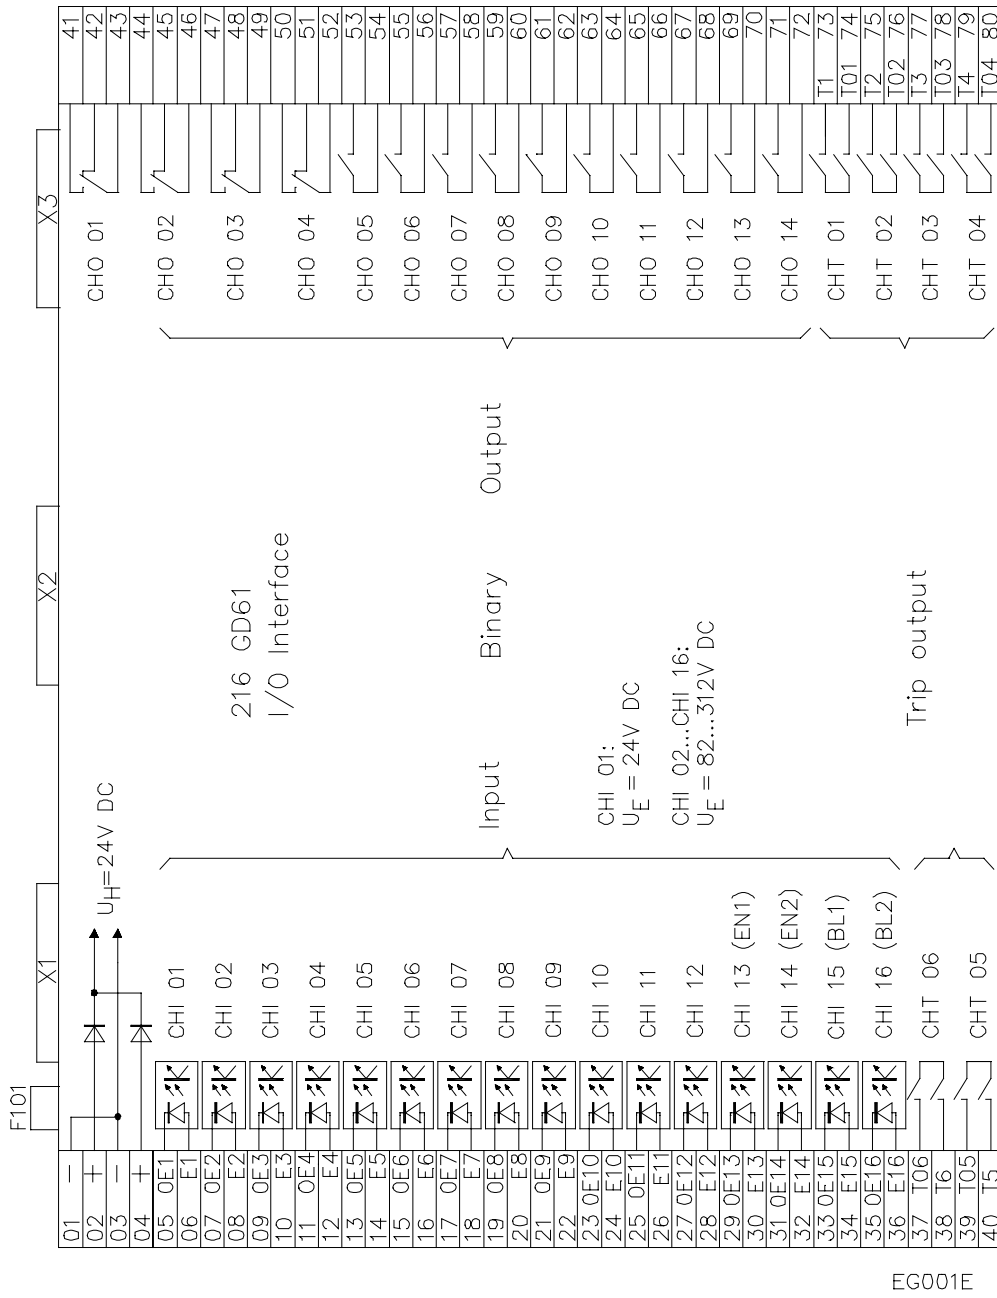 F101
X1
X2
X3
01 −
02 +
03 −
04 +
05 OE1
06 E1
07 OE2
08 E2
09 OE3
10 E3
11 OE4
12 E4
13 OE5
14 E5
15 OE6
16 E6
17 OE7
18 E7
19 OE8
20 E8
21 OE9
22 E9
23 OE10
24 E10
25 OE11
26 E11
27 OE12
28 E12
29 OE13
30 E13
31 OE14
32 E14
33 OE15
34 E15
35 OE16
36 E16
37 T06
38 T6
39 T05
40 T5
UH=24V DC
CHI 01
CHI 02
CHI 03
CHI 04
CHI 05
CHI 06
CHI 07
CHI 08
CHI 09
CHI 10
CHI 11
CHI 12
CHI 13 (EN1)
CHI 14 (EN2)
CHI 15 (BL1)
CHI 16 (BL2)
CHT 06
CHT 05
216 GD61
I/O Interface
Input Binary Output
CHI 01:
UE = 24V DC
CHI 02...CHI 16:
UE = 82...312V DC
Trip output
CHO 01
CHO 02
CHO 03
CHO 04
CHO 05
CHO 06
CHO 07
CHO 08
CHO 09
CHO 10
CHO 11
CHO 12
CHO 13
CHO 14
CHT 01
CHT 02
CHT 03
CHT 04
41
42
43
44
45
46
47
48
49
50
51
52
53
54
55
56
57
58
59
60
61
62
63
64
65
66
67
68
69
70
71
72
T1 73
T01 74
T2 75
T02 76
T3 77
T03 78
T4 79
T04 80
EG001E